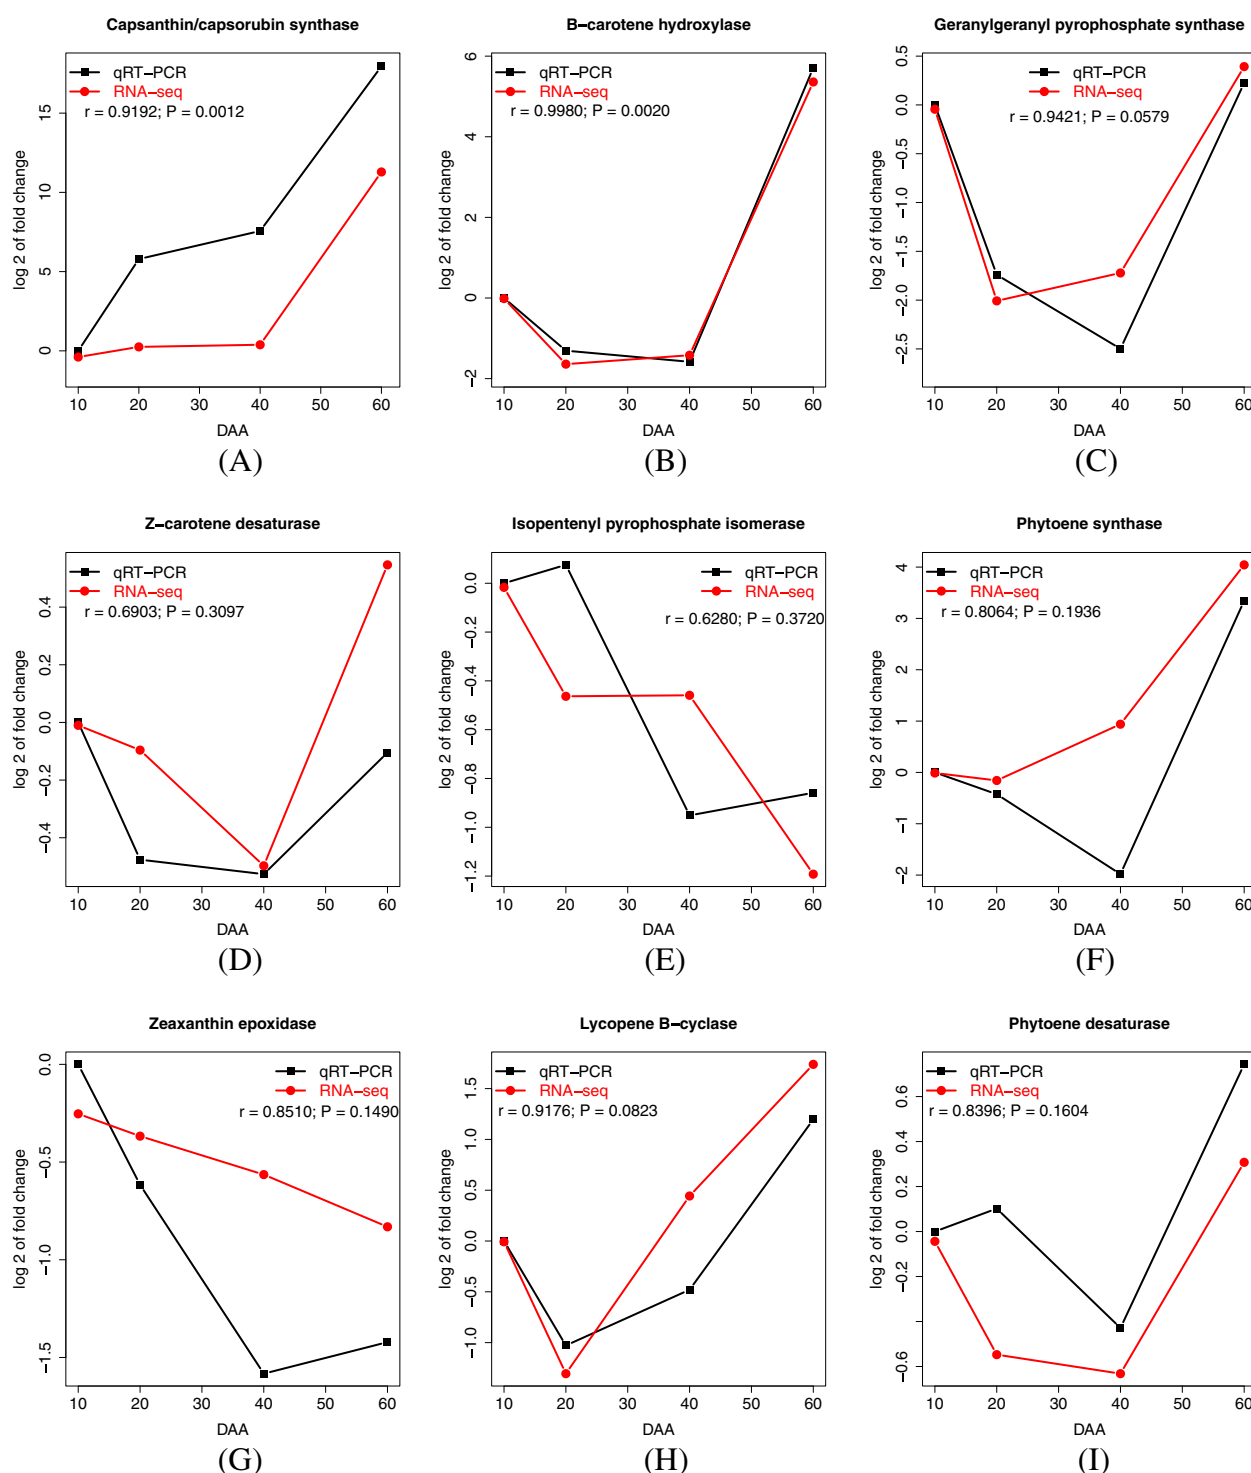 Capsanthin/capsorubin synthase
qRT–PCR
RNA–seq
r = 0.9192; P = 0.0012
log 2 of fold change
0 5 10 15
10 20 30 40 50 60
DAA
(A)
B–carotene hydroxylase
qRT–PCR
RNA–seq
r = 0.9980; P = 0.0020
log 2 of fold change
−2 0 2 4 6
10 20 30 40 50 60
DAA
(B)
Geranylgeranyl pyrophosphate synthase
qRT–PCR
RNA–seq
r = 0.9421; P = 0.0579
log 2 of fold change
−2.5 −2.0 −1.5 −1.0 −0.5 0.0 0.5
10 20 30 40 50 60
DAA
(C)
Z–carotene desaturase
qRT–PCR
RNA–seq
r = 0.6903; P = 0.3097
log 2 of fold change
−0.4 −0.2 0.0 0.2 0.4
10 20 30 40 50 60
DAA
(D)
Isopentenyl pyrophosphate isomerase
qRT–PCR
RNA–seq
r = 0.6280; P = 0.3720
log 2 of fold change
−1.2 −1.0 −0.8 −0.6 −0.4 −0.2 0.0
10 20 30 40 50 60
DAA
(E)
Phytoene synthase
qRT–PCR
RNA–seq
r = 0.8064; P = 0.1936
log 2 of fold change
−2 −1 0 1 2 3 4
10 20 30 40 50 60
DAA
(F)
Zeaxanthin epoxidase
qRT–PCR
RNA–seq
r = 0.8510; P = 0.1490
log 2 of fold change
−1.5 −1.0 −0.5 0.0
10 20 30 40 50 60
DAA
(G)
Lycopene B–cyclase
qRT–PCR
RNA–seq
r = 0.9176; P = 0.0823
log 2 of fold change
−1.0 −0.5 0.0 0.5 1.0 1.5
10 20 30 40 50 60
DAA
(H)
Phytoene desaturase
qRT–PCR
RNA–seq
r = 0.8396; P = 0.1604
log 2 of fold change
−0.6 −0.2 0.0 0.2 0.4 0.6
10 20 30 40 50 60
DAA
(I)